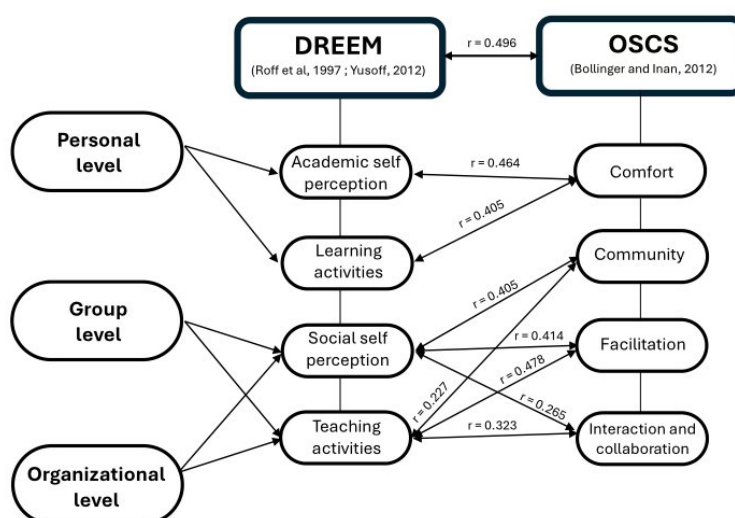 DREEM
(Roff et al, 1997 ; Yusoff, 2012)
r = 0.496
OSCS
(Bollinger and Inan, 2012)
Personal
level
Academic self
perception
r = 0.464
Comfort
r = 0.405
Learning
activities
Community
r = 0.405
Group
level
Social self
perception
r = 0.414
Facilitation
r = 0.478
r = 0.227
r = 0.265
Teaching
activities
r = 0.323
Interaction and
collaboration
Organizational
level